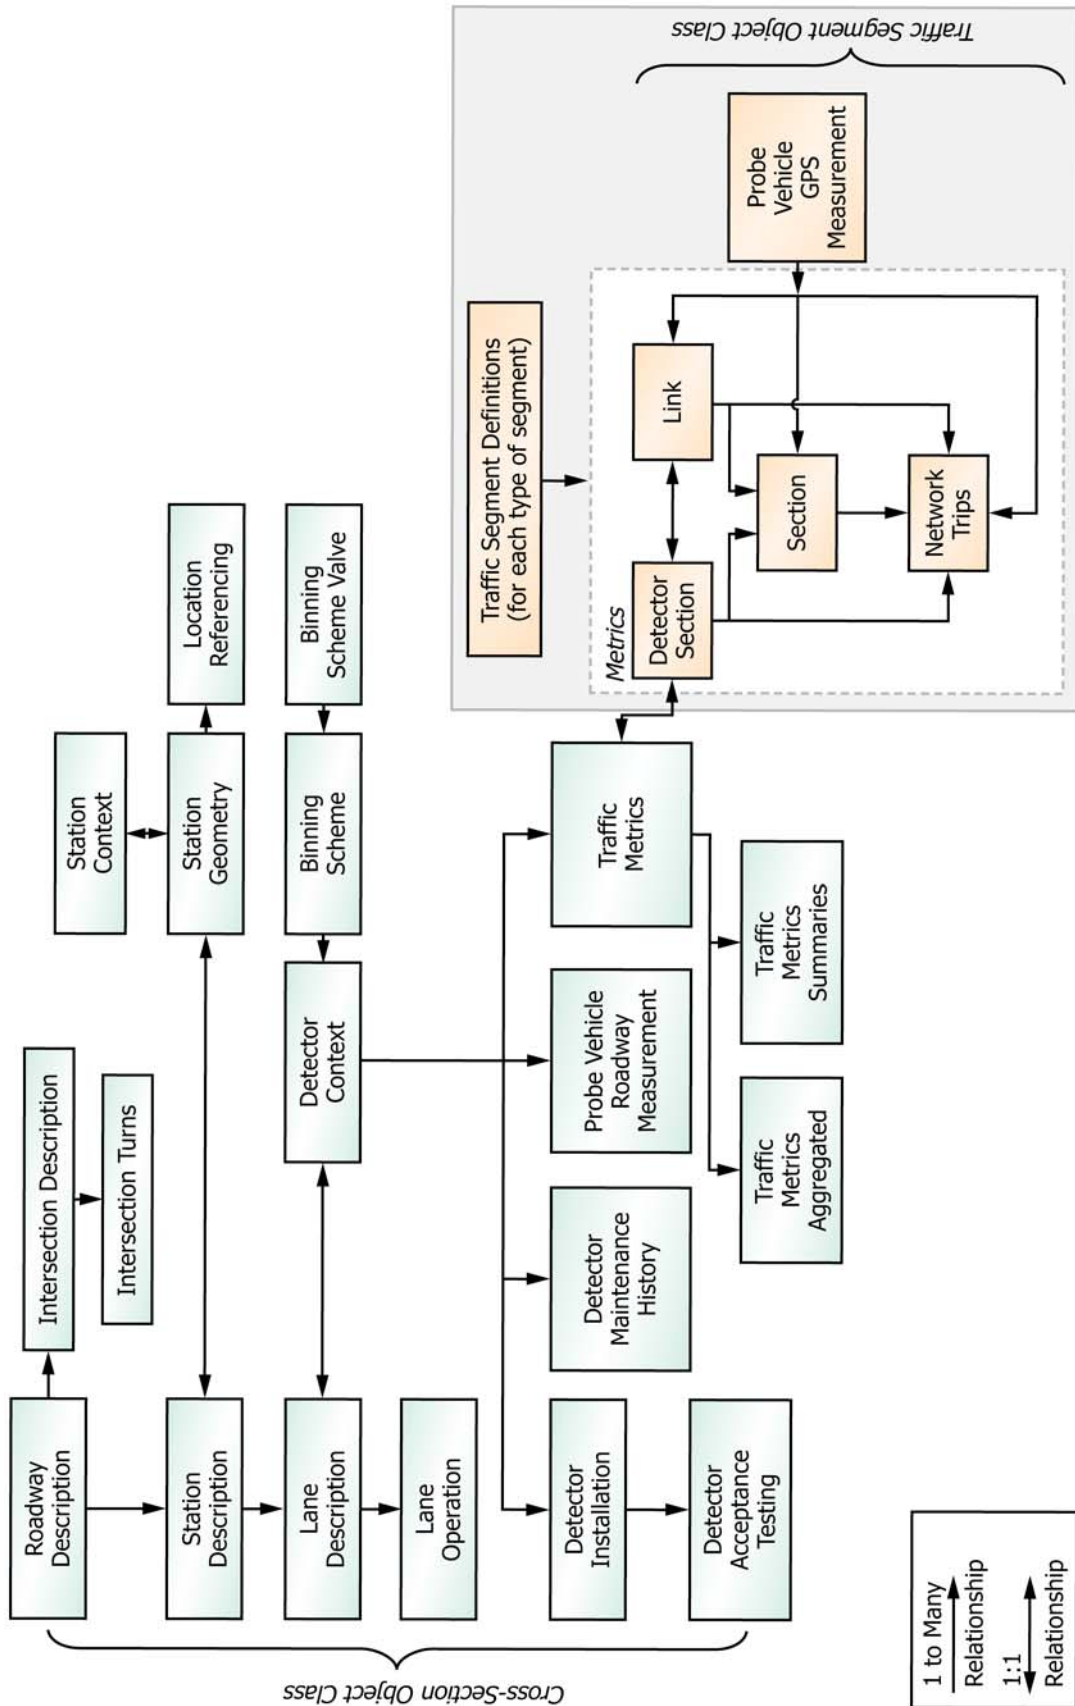 Cross-Section Object Class
Roadway
Description
Intersection Description
Intersection Turns
Station
Description
Station
Context
Station
Geometry
Location
Referencing
Lane
Description
Detector
Context
Binning
Scheme
Binning
Scheme Valve
Lane
Operation
Detector
Installation
Detector
Maintenance
History
Probe Vehicle
Roadway
Measurement
Traffic
Metrics
Detector
Acceptance
Testing
Traffic
Metrics
Aggregated
Traffic
Metrics
Summaries
Traffic Segment Definitions
(for each type of segment)
Metrics
Detector
Section
Link
Section
Network
Trips
Probe
Vehicle
GPS
Measurement
Traffic Segment Object Class
1 to Many
Relationship
1:1
Relationship